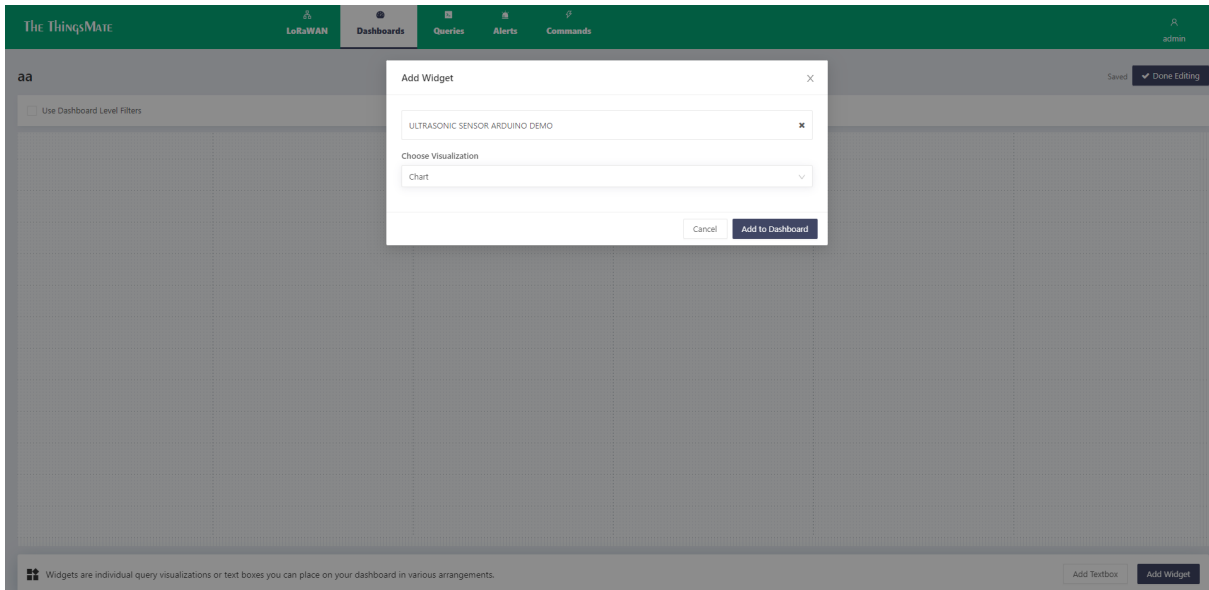 The ThingsMate
LoRaWAN
Dashboards
Queries
Alerts
Commands
admin
aa
Saved
Done Editing
Use Dashboard Level Filters
Add Widget
ULTRASONIC SENSOR ARDUINO DEMO
Choose Visualization
Chart
Cancel
Add to Dashboard
Widgets are individual query visualizations or text boxes you can place on your dashboard in various arrangements.
Add Textbox
Add Widget